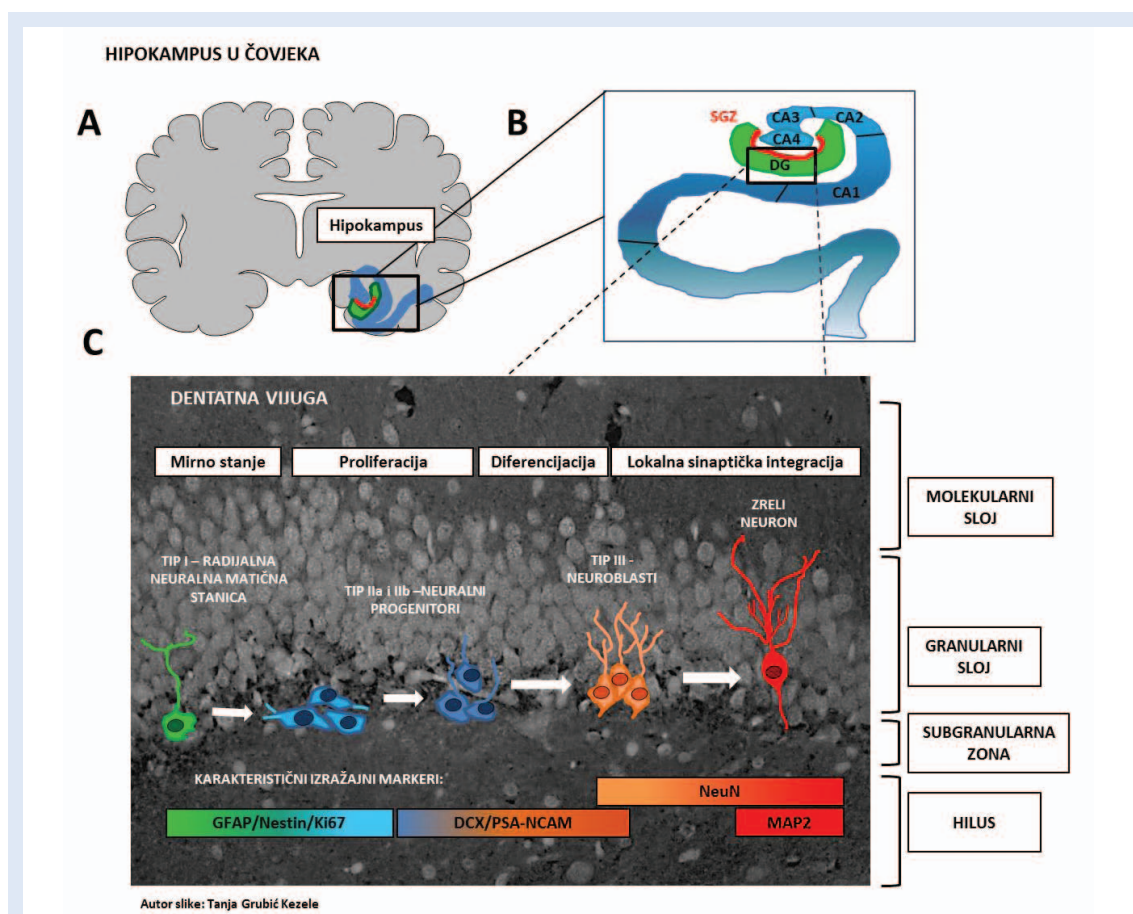 HIPOKAMPUS U ČOVJEKA
A
B
Hipokampus
SGZ
CA3
CA2
CA4
DG
CA1
C
DENTATNA VIJUGA
Mirno stanje
Proliferacija
Diferencijacija
Lokalna sinaptička integracija
ZRELI
NEURON
TIP I – RADIJALNA
NEURALNA MATIČNA
STANICA
TIP IIa i IIb –NEURALNI
PROGENITORI
TIP III -
NEUROBLASTI
MOLEKULARNI
SLOJ
GRANULARNI
SLOJ
SUBGRANULARNA
ZONA
HILUS
KARAKTERISTIČNI IZRAŽAJNI MARKERI:
NeuN
GFAP/Nestin/Ki67
DCX/PSA-NCAM
MAP2
Autor slike: Tanja Grubić Kezele